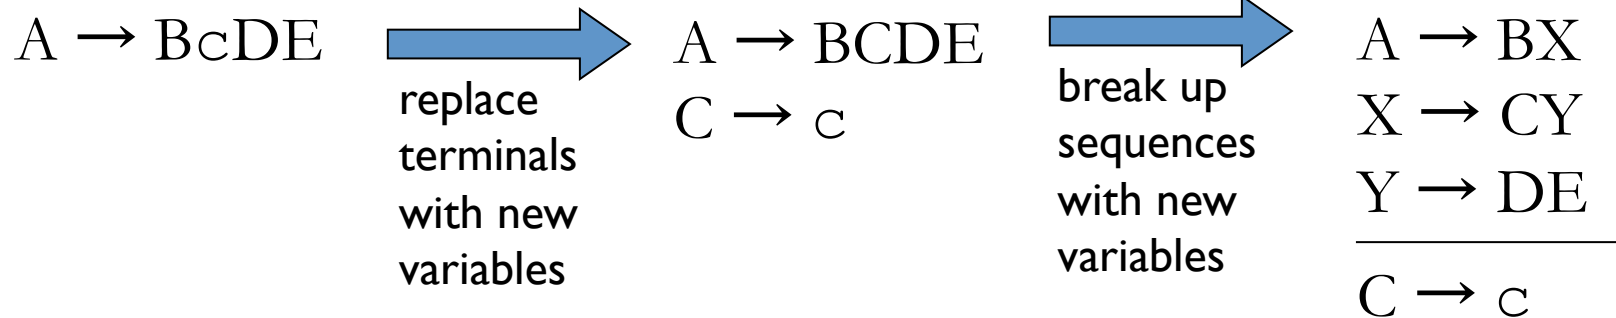 A → BcDE
replace
terminals
with new
variables
A → BCDE
C → c
break up
sequences
with new
variables
A → BX
X → CY
Y → DE
C → c